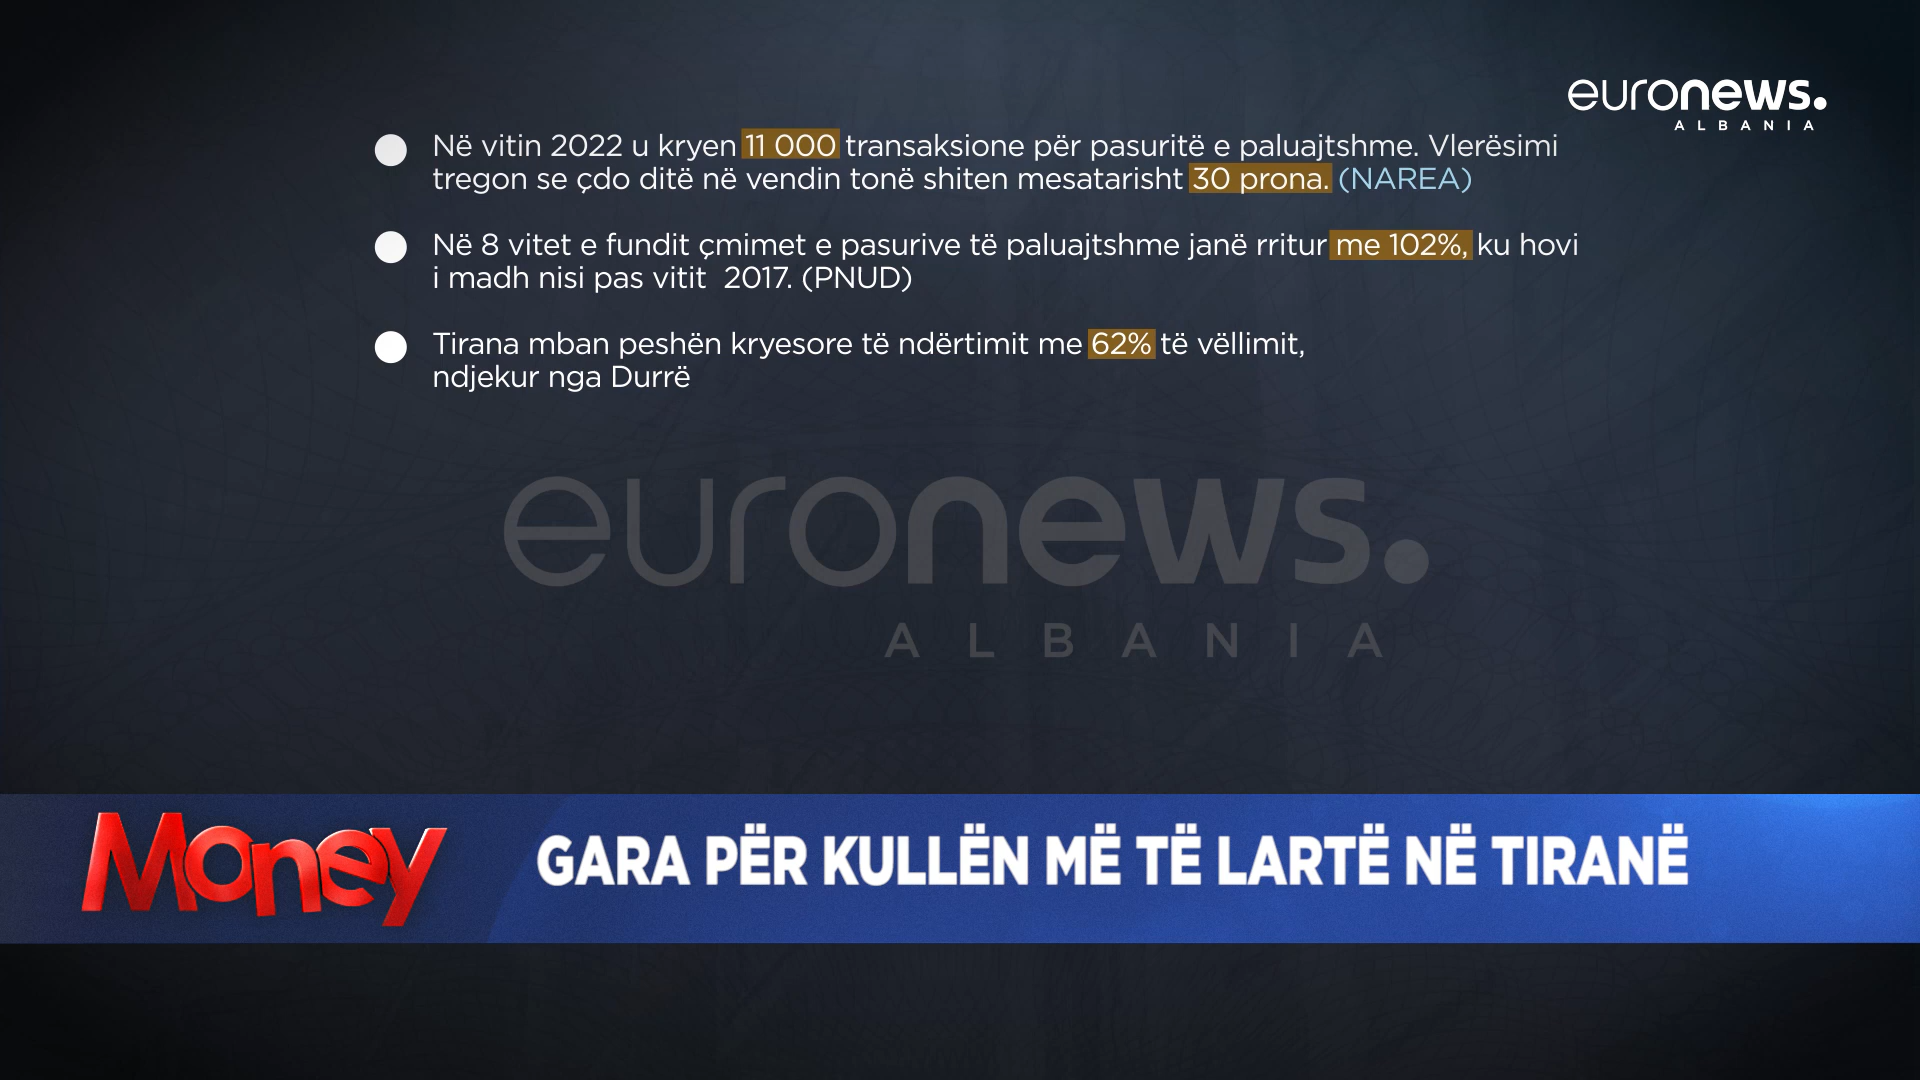 euronews.
ALBANIA
Në vitin 2022 u kryen 11 000 transaksione për pasuritë e paluajtshme. Vlerësimi
tregon se çdo ditë në vendin tonë shiten mesatarisht 30 prona. (NAREA)
Në 8 vitet e fundit çmimet e pasurive të paluajtshme janë rritur me 102%, ku hovi
i madh nisi pas vitit  2017. (PNUD)
Tirana mban peshën kryesore të ndërtimit me 62% të vëllimit,
ndjekur nga Durrë
euronews.
ALBANIA
Money
GARA PËR KULLËN MË TË LARTË NË TIRANË